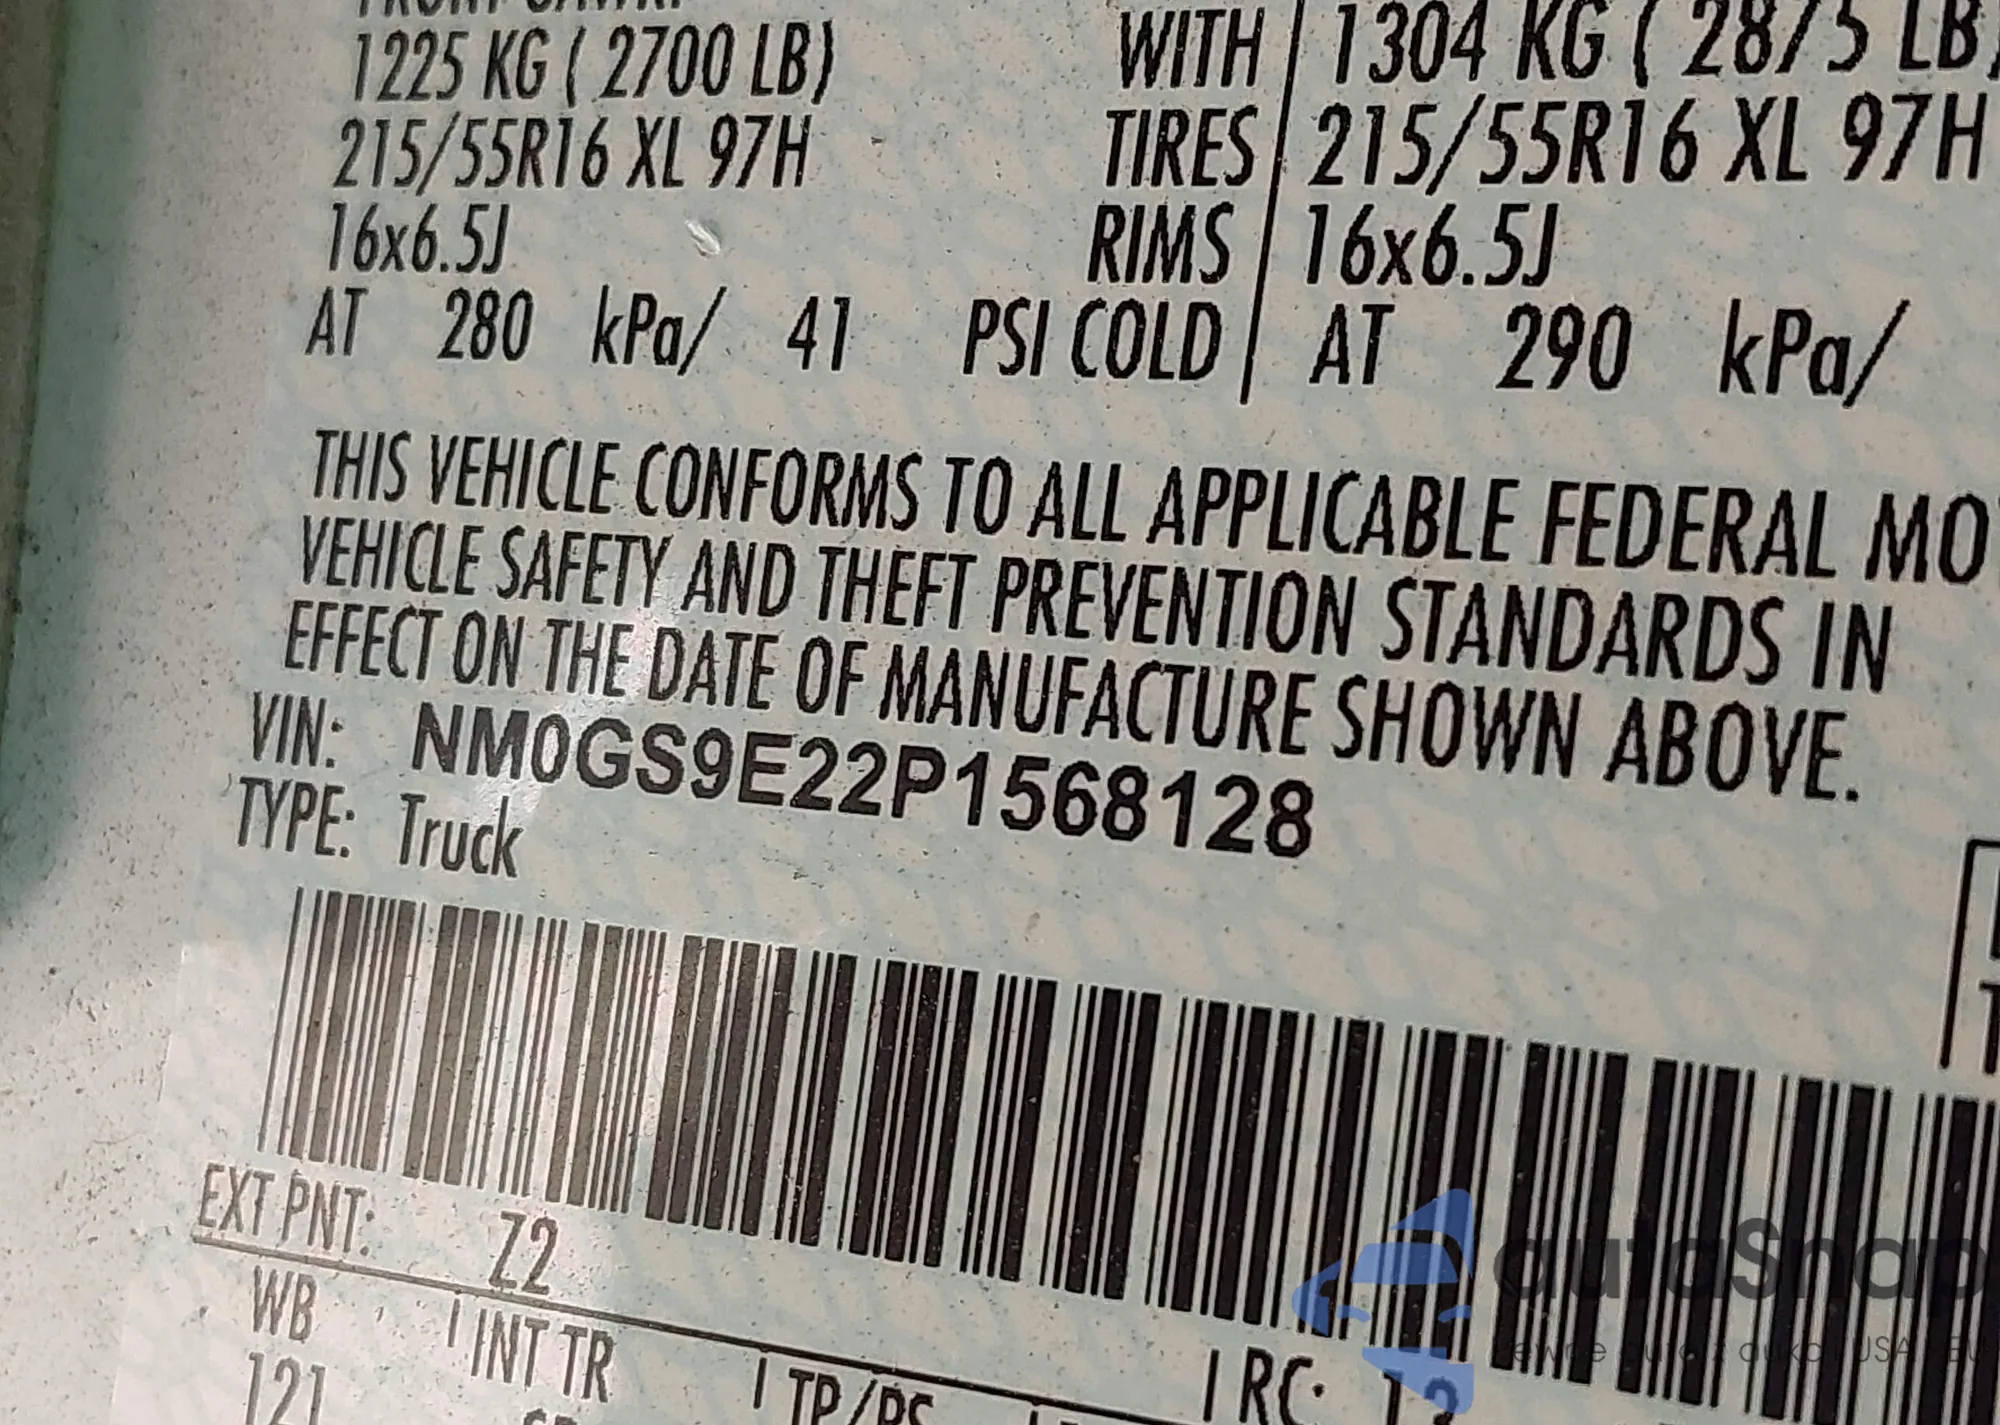 1225 KG ( 2700 LB) WITH 1304 KG ( 2875 LB)
215/55R16 XL 97H TIRES 215/55R16 XL 97H
16x6.5J RIMS 16x6.5J
AT 280 kPa/ 41 PSI COLD AT 290 kPa/
THIS VEHICLE CONFORMS TO ALL APPLICABLE FEDERAL MO
VEHICLE SAFETY AND THEFT PREVENTION STANDARDS IN
EFFECT ON THE DATE OF MANUFACTURE SHOWN ABOVE.
VIN: NM0GS9E22P1568128
TYPE: Truck
EXT PNT: Z2
WB INT TR TP/PS RC: 12
121
autoSnap
USA